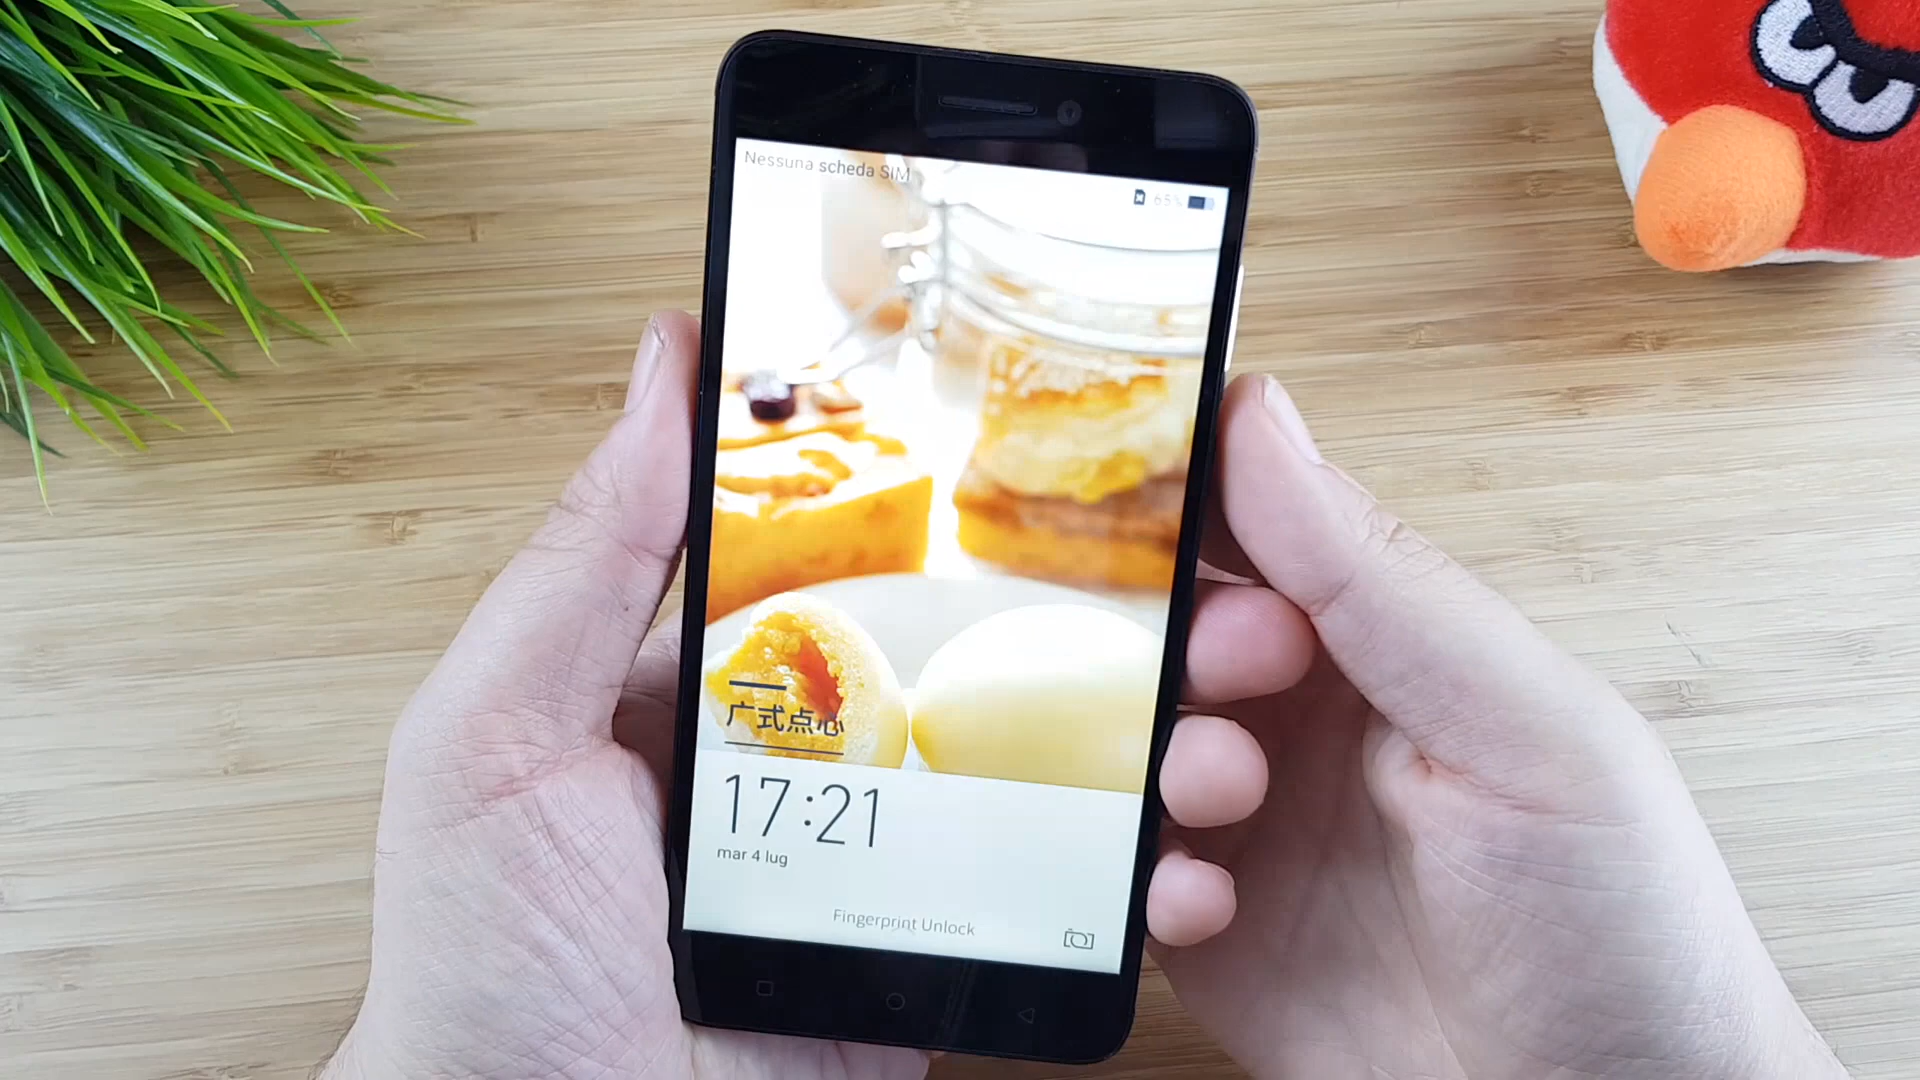 Nessuna scheda SIM
65%
广式点心
17:21
mar 4 lug
Fingerprint Unlock